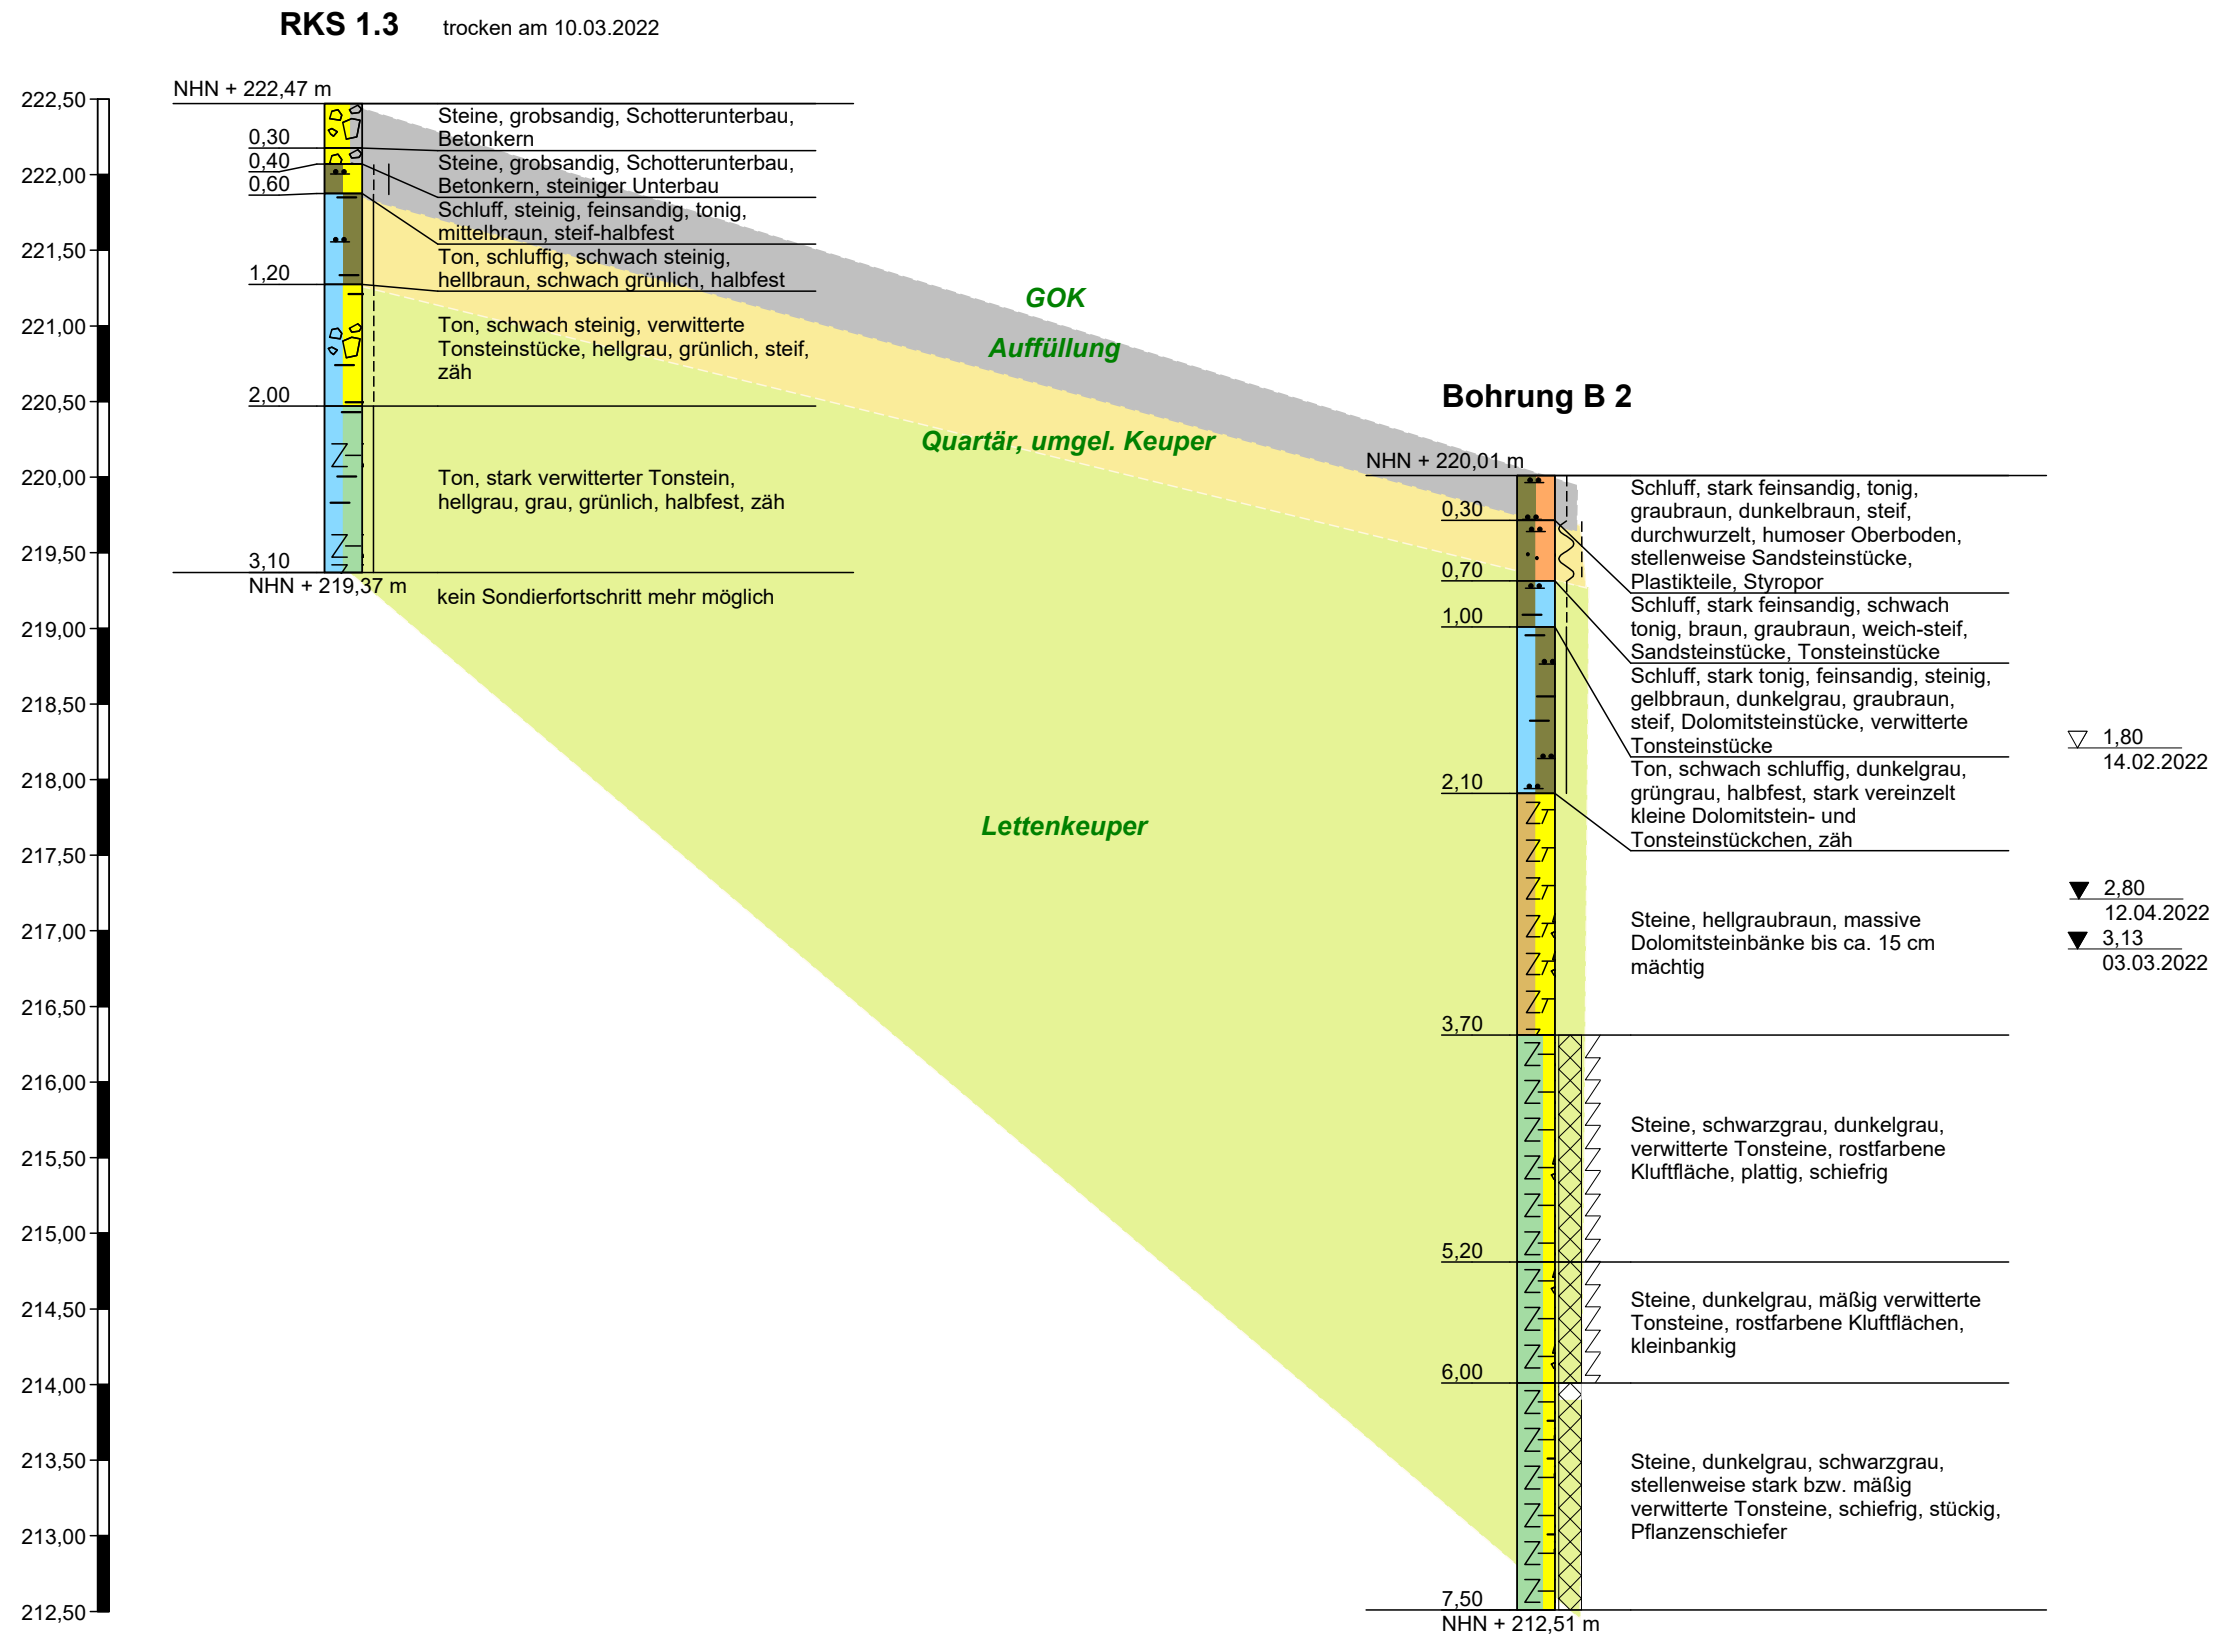 RKS 1.3 trocken am 10.03.2022
NHN + 222,47 m
222,50
222,00
221,50
221,00
220,50
220,00
219,50
219,00
218,50
218,00
217,50
217,00
216,50
216,00
215,50
215,00
214,50
214,00
213,50
213,00
212,50
0,30
0,40
0,60
1,20
2,00
3,10
NHN + 219,37 m
Steine, grobsandig, Schotterunterbau,
Betonkern
Steine, grobsandig, Schotterunterbau,
Betonkern, steiniger Unterbau
Schluff, steinig, feinsandig, tonig,
mittelbraun, steif-halbfest
Ton, schluffig, schwach steinig,
hellbraun, schwach grünlich, halbfest
Ton, schwach steinig, verwitterte
Tonsteinstücke, hellgrau, grünlich, steif,
zäh
Ton, stark verwitterter Tonstein,
hellgrau, grau, grünlich, halbfest, zäh
kein Sondierfortschritt mehr möglich
GOK
Auffüllung
Quartär, umgel. Keuper
Lettenkeuper
Bohrung B 2
NHN + 220,01 m
0,30
0,70
1,00
2,10
3,70
5,20
6,00
7,50
NHN + 212,51 m
Schluff, stark feinsandig, tonig,
graubraun, dunkelbraun, steif,
durchwurzelt, humoser Oberboden,
stellenweise Sandsteinstücke,
Plastikteile, Styropor
Schluff, stark feinsandig, schwach
tonig, braun, graubraun, weich-steif,
Sandsteinstücke, Tonsteinstücke
Schluff, stark tonig, feinsandig, steinig,
gelbbraun, dunkelgrau, graubraun,
steif, Dolomitsteinstücke, verwitterte
Tonsteinstücke
Ton, schwach schluffig, dunkelgrau,
grüngrau, halbfest, stark vereinzelt
kleine Dolomitstein- und
Tonsteinstückchen, zäh
Steine, hellgraubraun, massive
Dolomitsteinbänke bis ca. 15 cm
mächtig
Steine, schwarzgrau, dunkelgrau,
verwitterte Tonsteine, rostfarbene
Kluftfläche, plattig, schiefrig
Steine, dunkelgrau, mäßig verwitterte
Tonsteine, rostfarbene Kluftflächen,
kleinbankig
Steine, dunkelgrau, schwarzgrau,
stellenweise stark bzw. mäßig
verwitterte Tonsteine, schiefrig, stückig,
Pflanzenschiefer
1,80
14.02.2022
2,80
12.04.2022
3,13
03.03.2022